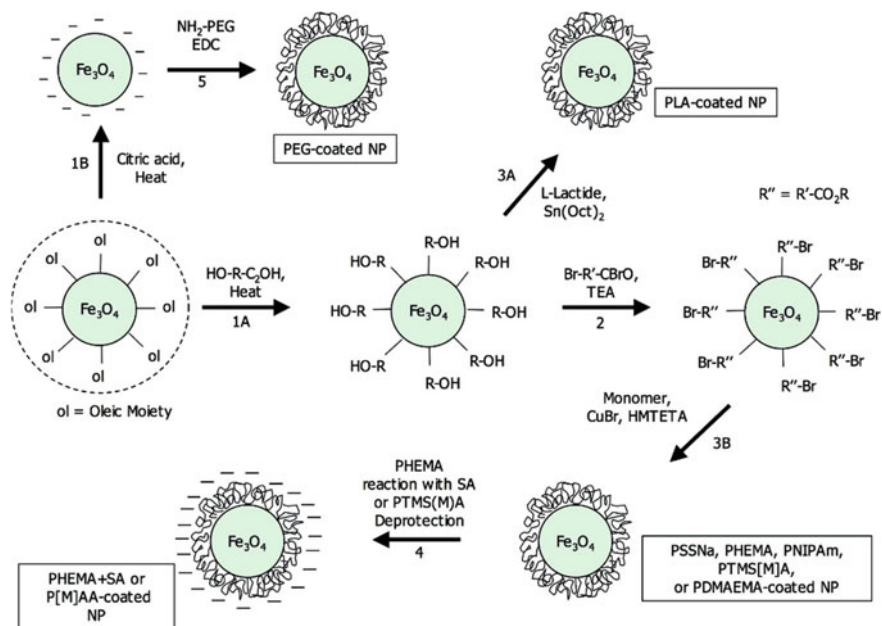 Fe3O4
NH2-PEG
EDC
5
Fe3O4
PEG-coated NP
Fe3O4
PLA-coated NP
1B
Citric acid,
Heat
3A
L-Lactide,
Sn(Oct)2
R″ = R'-CO2R
ol
ol
ol
ol
ol
ol
ol
ol
Fe3O4
ol = Oleic Moiety
HO-R-C2OH,
Heat
1A
R-OH
HO-R
R-OH
HO-R
Fe3O4
R-OH
HO-R
R-OH
R-OH
Br-R'-CBrO,
TEA
2
R″-Br
Br-R″
R″-Br
Br-R″
Fe3O4
R″-Br
Br-R″
R″-Br
R″-Br
Monomer,
CuBr, HMTETA
3B
Fe3O4
PSSNa, PHEMA, PNIPAm,
PTMS[M]A,
or PDMAEMA-coated NP
PHEMA
reaction with SA
or PTMS(M)A
Deprotection
4
Fe3O4
PHEMA+SA or
P[M]AA-coated
NP